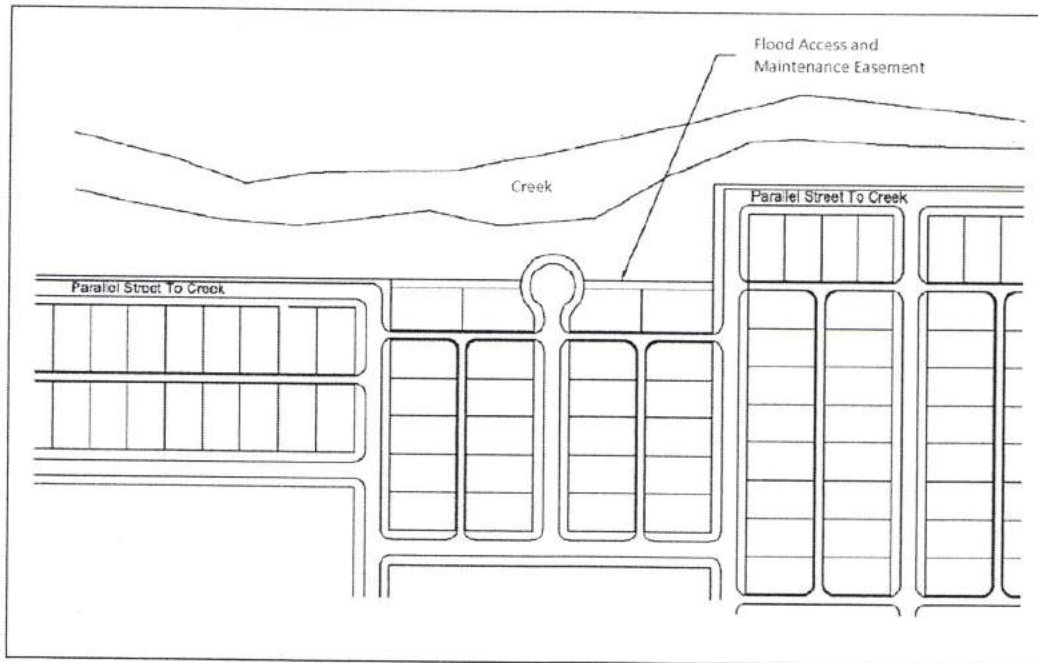 Flood Access and
Maintenance Easement
Creek
Parallel Street To Creek
Parallel Street To Creek